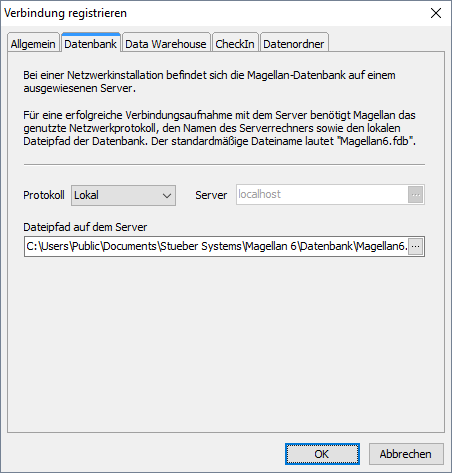 Verbindung registrieren
Allgemein Datenbank Data Warehouse CheckIn Datenordner
Bei einer Netzwerkinstallation befindet sich die Magellan-Datenbank auf einem
ausgewiesenen Server.
Für eine erfolgreiche Verbindungsaufnahme mit dem Server benötigt Magellan das
genutzte Netzwerkprotokoll, den Namen des Serverrechners sowie den lokalen
Dateipfad der Datenbank. Der standardmäßige Dateiname lautet "Magellan6.fdb".
Protokoll Lokal Server localhost ...
Dateipfad auf dem Server
C:\Users\Public\Documents\Stueber Systems\Magellan 6\Datenbank\Magellan6. ...
OK Abbrechen